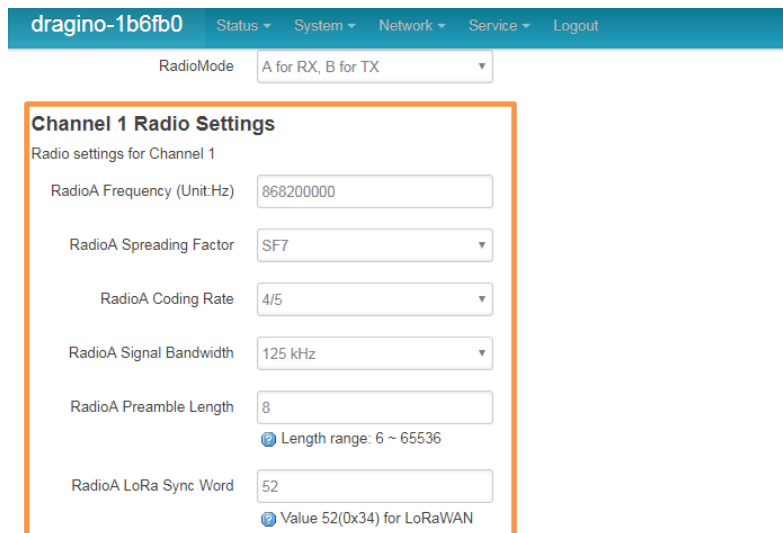 dragino-1b6fb0 Status System Network Service Logout
RadioMode A for RX, B for TX
Channel 1 Radio Settings
Radio settings for Channel 1
RadioA Frequency (Unit:Hz) 868200000
RadioA Spreading Factor SF7
RadioA Coding Rate 4/5
RadioA Signal Bandwidth 125 kHz
RadioA Preamble Length 8
Length range: 6 ~ 65536
RadioA LoRa Sync Word 52
Value 52(0x34) for LoRaWAN